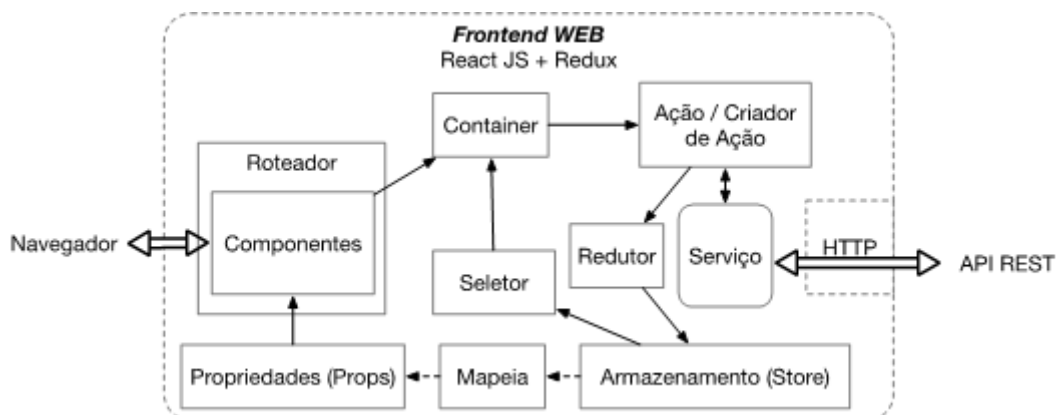 Frontend WEB
React JS + Redux
Container
Ação / Criador
de Ação
Roteador
Componentes
Navegador
Seletor
Redutor
Serviço
HTTP
API REST
Propriedades (Props)
Mapeia
Armazenamento (Store)